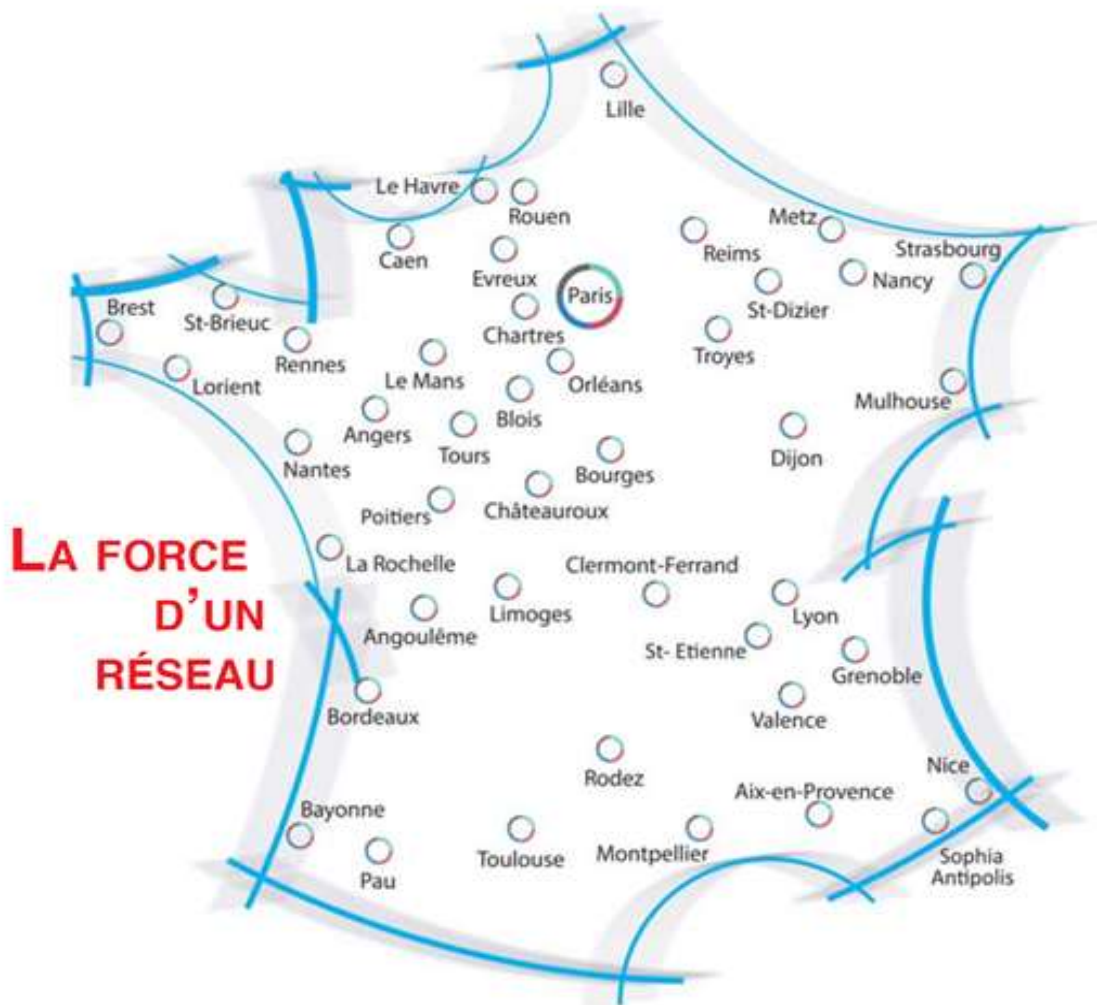 Lille
Le Havre
Rouen
Caen
Evreux
Metz
Reims
Strasbourg
Nancy
St-Dizier
Paris
Brest
St-Brieuc
Chartres
Rennes
Troyes
Lorient
Le Mans
Orléans
Blois
Mulhouse
Angers
Tours
Nantes
Bourges
Dijon
Châteauroux
Poitiers
LA FORCE
D'UN
RÉSEAU
La Rochelle
Clermont-Ferrand
Limoges
Lyon
Angoulême
St- Etienne
Grenoble
Bordeaux
Valence
Rodez
Nice
Aix-en-Provence
Bayonne
Pau
Toulouse
Montpellier
Sophia
Antipolis